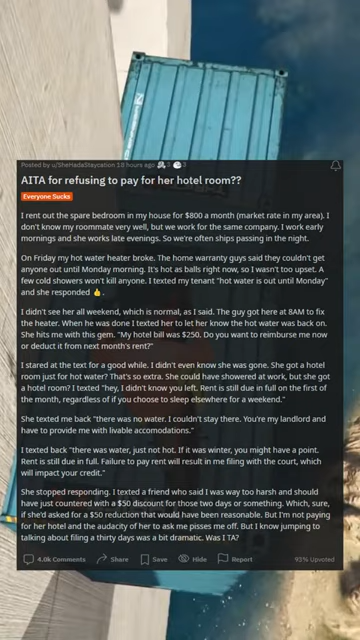 Posted by u/SheHadaStaycation 18 hours ago 3 3
AITA for refusing to pay for her hotel room??
Everyone Sucks
I rent out the spare bedroom in my house for $800 a month (market rate in my area). I
don't know my roommate very well, but we work for the same company. I work early
mornings and she works late evenings. So we're often ships passing in the night.
On Friday my hot water heater broke. The home warranty guys said they couldn't get
anyone out until Monday morning. It's hot as balls right now, so I wasn't too upset. A
few cold showers won't kill anyone. I texted my tenant "hot water is out until Monday"
and she responded 👍.
I didn't see her all weekend, which is normal, as I said. The guy got here at 8AM to fix
the heater. When he was done I texted her to let her know the hot water was back on.
She hits me with this gem. "My hotel bill was $250. Do you want to reimburse me now
or deduct it from next month's rent?"
I stared at the text for a good while. I didn't even know she was gone. She got a hotel
room just for hot water? That's so extra. She could have showered at work, but she got
a hotel room? I texted "hey, I didn't know you left. Rent is still due in full on the first of
the month, regardless of if you choose to sleep elsewhere for a weekend."
She texted me back "there was no water. I couldn't stay there. You're my landlord and
have to provide me with livable accomodations."
I texted back "there was water, just not hot. If it was winter, you might have a point.
Rent is still due in full. Failure to pay rent will result in me filing with the court, which
will impact your credit."
She stopped responding. I texted a friend who said I was way too harsh and should
have just countered with a $50 discount for those two days or something. Which, sure,
if she'd asked for a $50 reduction that would have been reasonable. But I'm not paying
for her hotel and the audacity of her to ask me pisses me off. But I know jumping to
talking about filing a thirty days was a bit dramatic. Was I TA?
4.0k Comments Share Save Hide Report 93% Upvoted